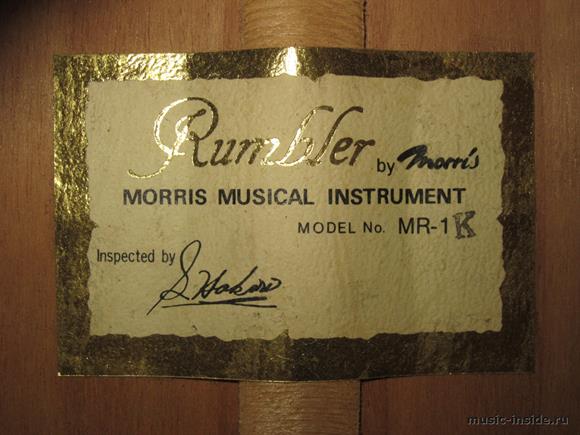 Rumbler by Morris
MORRIS MUSICAL INSTRUMENT
MODEL No. MR-1K
Inspected by
music-inside.ru